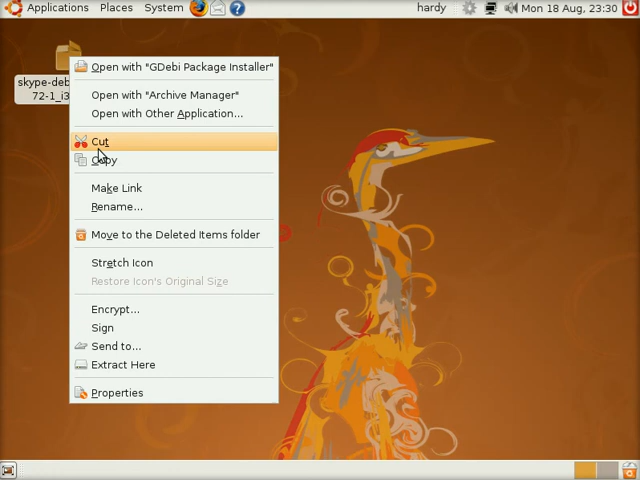 Applications Places System hardy Mon 18 Aug, 23:30
skype-deb
72-1_i3
Open with "GDebi Package Installer"
Open with "Archive Manager"
Open with Other Application...
Cut
Copy
Make Link
Rename...
Move to the Deleted Items folder
Stretch Icon
Restore Icon's Original Size
Encrypt...
Sign
Send to...
Extract Here
Properties